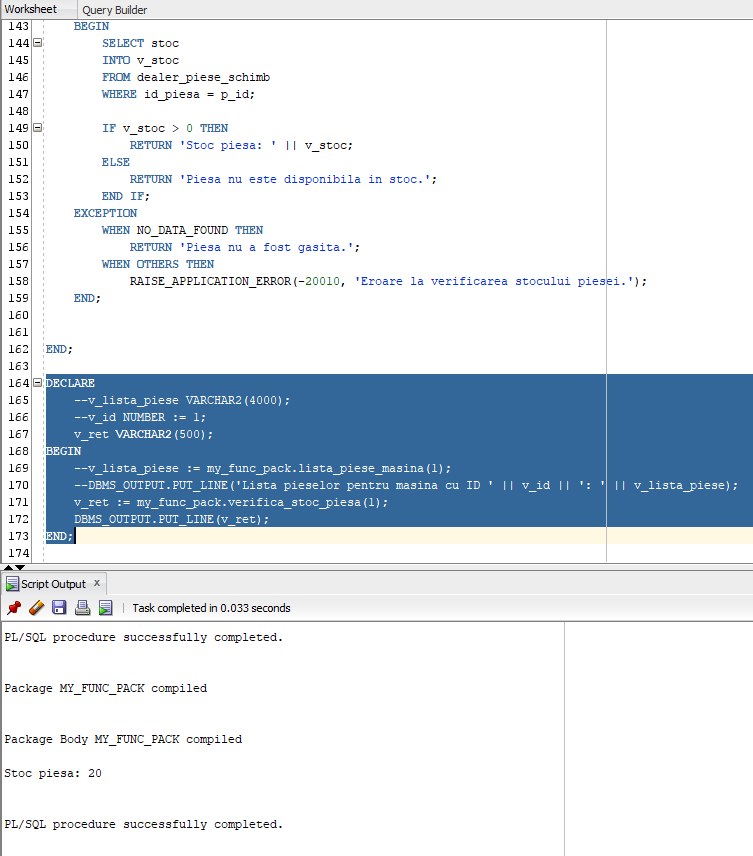 Worksheet Query Builder
143 BEGIN
144 SELECT stoc
145 INTO v_stoc
146 FROM dealer_piese_schimb
147 WHERE id_piesa = p_id;
148
149 IF v_stoc > 0 THEN
150 RETURN 'Stoc piesa: ' || v_stoc;
151 ELSE
152 RETURN 'Piesa nu este disponibila in stoc.';
153 END IF;
154 EXCEPTION
155 WHEN NO_DATA_FOUND THEN
156 RETURN 'Piesa nu a fost gasita.';
157 WHEN OTHERS THEN
158 RAISE_APPLICATION_ERROR(-20010, 'Eroare la verificarea stocului piesei.');
159 END;
160
161
162 END;
163
164 DECLARE
165 --v_lista_piese VARCHAR2(4000);
166 --v_id NUMBER := 1;
167 v_ret VARCHAR2(500);
168 BEGIN
169 --v_lista_piese := my_func_pack.lista_piese_masina(1);
170 --DBMS_OUTPUT.PUT_LINE('Lista pieselor pentru masina cu ID ' || v_id || ': ' || v_lista_piese);
171 v_ret := my_func_pack.verifica_stoc_piesa(1);
172 DBMS_OUTPUT.PUT_LINE(v_ret);
173 END;
174
Script Output x
Task completed in 0.033 seconds
PL/SQL procedure successfully completed.
Package MY_FUNC_PACK compiled
Package Body MY_FUNC_PACK compiled
Stoc piesa: 20
PL/SQL procedure successfully completed.